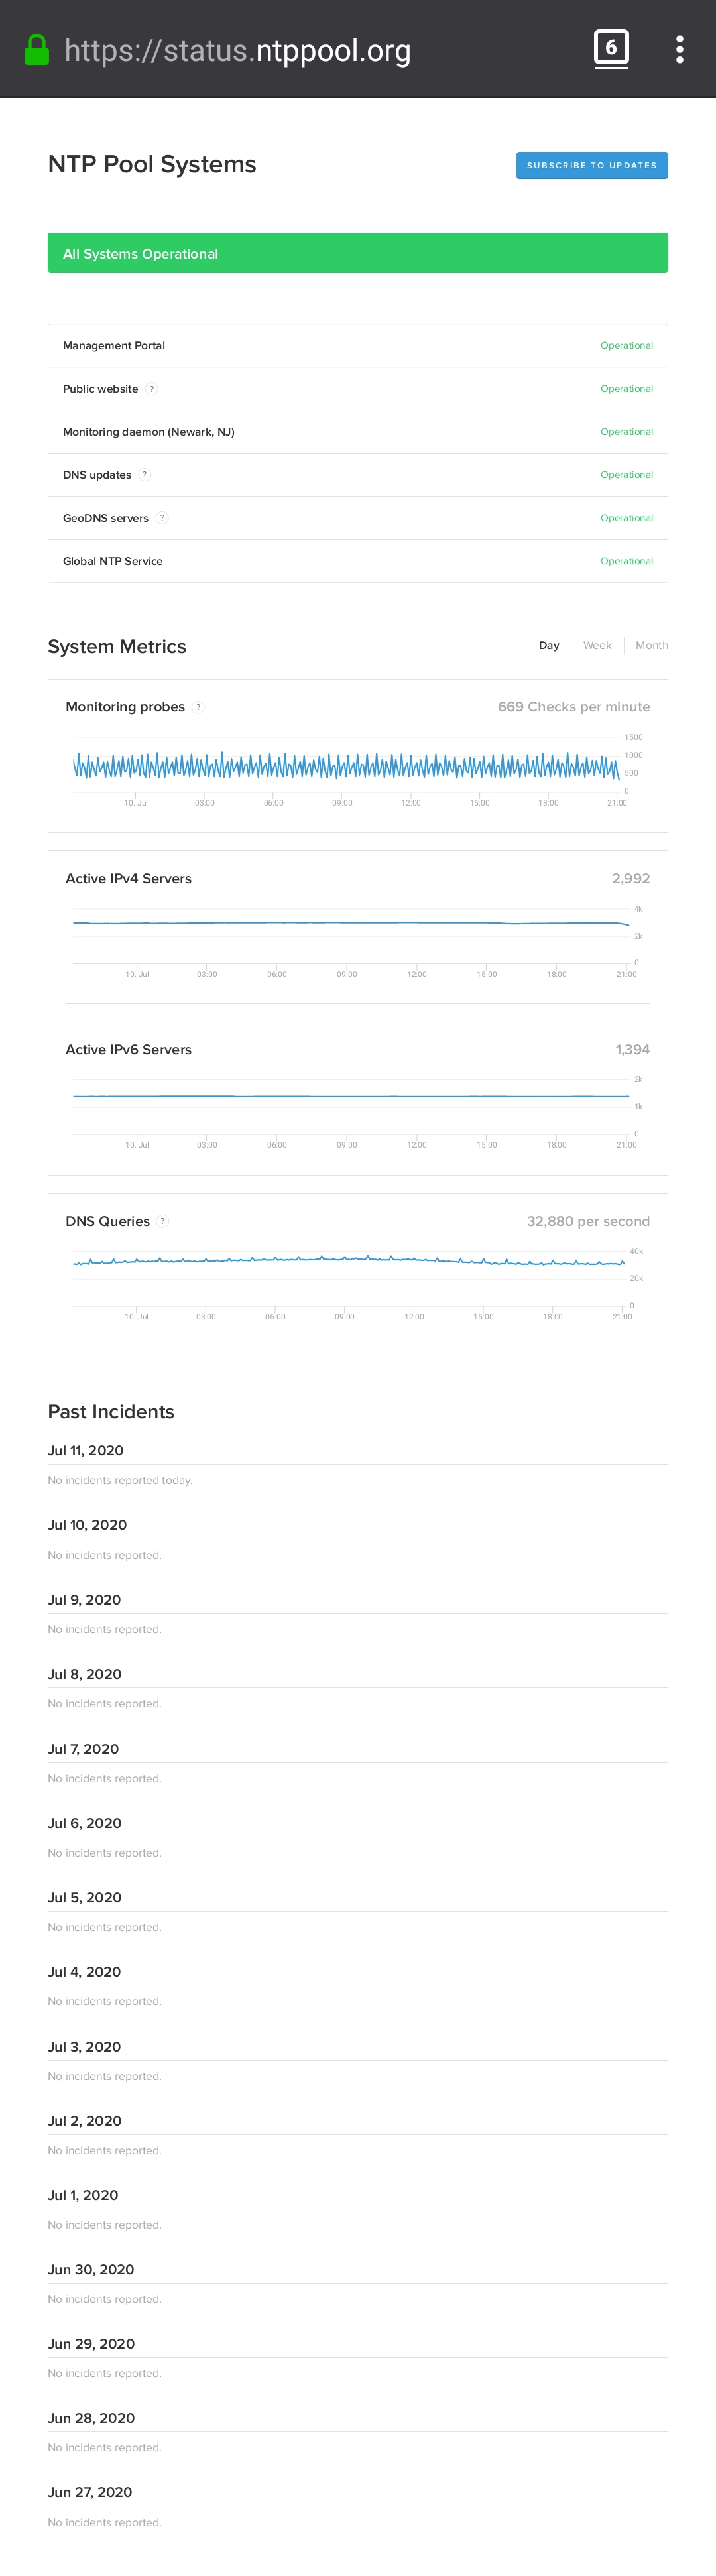 https://status.ntppool.org
6
NTP Pool Systems
SUBSCRIBE TO UPDATES
All Systems Operational
Management Portal Operational
Public website ? Operational
Monitoring daemon (Newark, NJ) Operational
DNS updates ? Operational
GeoDNS servers ? Operational
Global NTP Service Operational
System Metrics
Day Week Month
Monitoring probes ? 669 Checks per minute
1500
1000
500
0
10. Jul 03:00 06:00 09:00 12:00 15:00 18:00 21:00
Active IPv4 Servers 2,992
4k
2k
0
10. Jul 03:00 06:00 09:00 12:00 15:00 18:00 21:00
Active IPv6 Servers 1,394
2k
1k
0
10. Jul 03:00 06:00 09:00 12:00 15:00 18:00 21:00
DNS Queries ? 32,880 per second
40k
20k
0
10. Jul 03:00 06:00 09:00 12:00 15:00 18:00 21:00
Past Incidents
Jul 11, 2020
No incidents reported today.
Jul 10, 2020
No incidents reported.
Jul 9, 2020
No incidents reported.
Jul 8, 2020
No incidents reported.
Jul 7, 2020
No incidents reported.
Jul 6, 2020
No incidents reported.
Jul 5, 2020
No incidents reported.
Jul 4, 2020
No incidents reported.
Jul 3, 2020
No incidents reported.
Jul 2, 2020
No incidents reported.
Jul 1, 2020
No incidents reported.
Jun 30, 2020
No incidents reported.
Jun 29, 2020
No incidents reported.
Jun 28, 2020
No incidents reported.
Jun 27, 2020
No incidents reported.